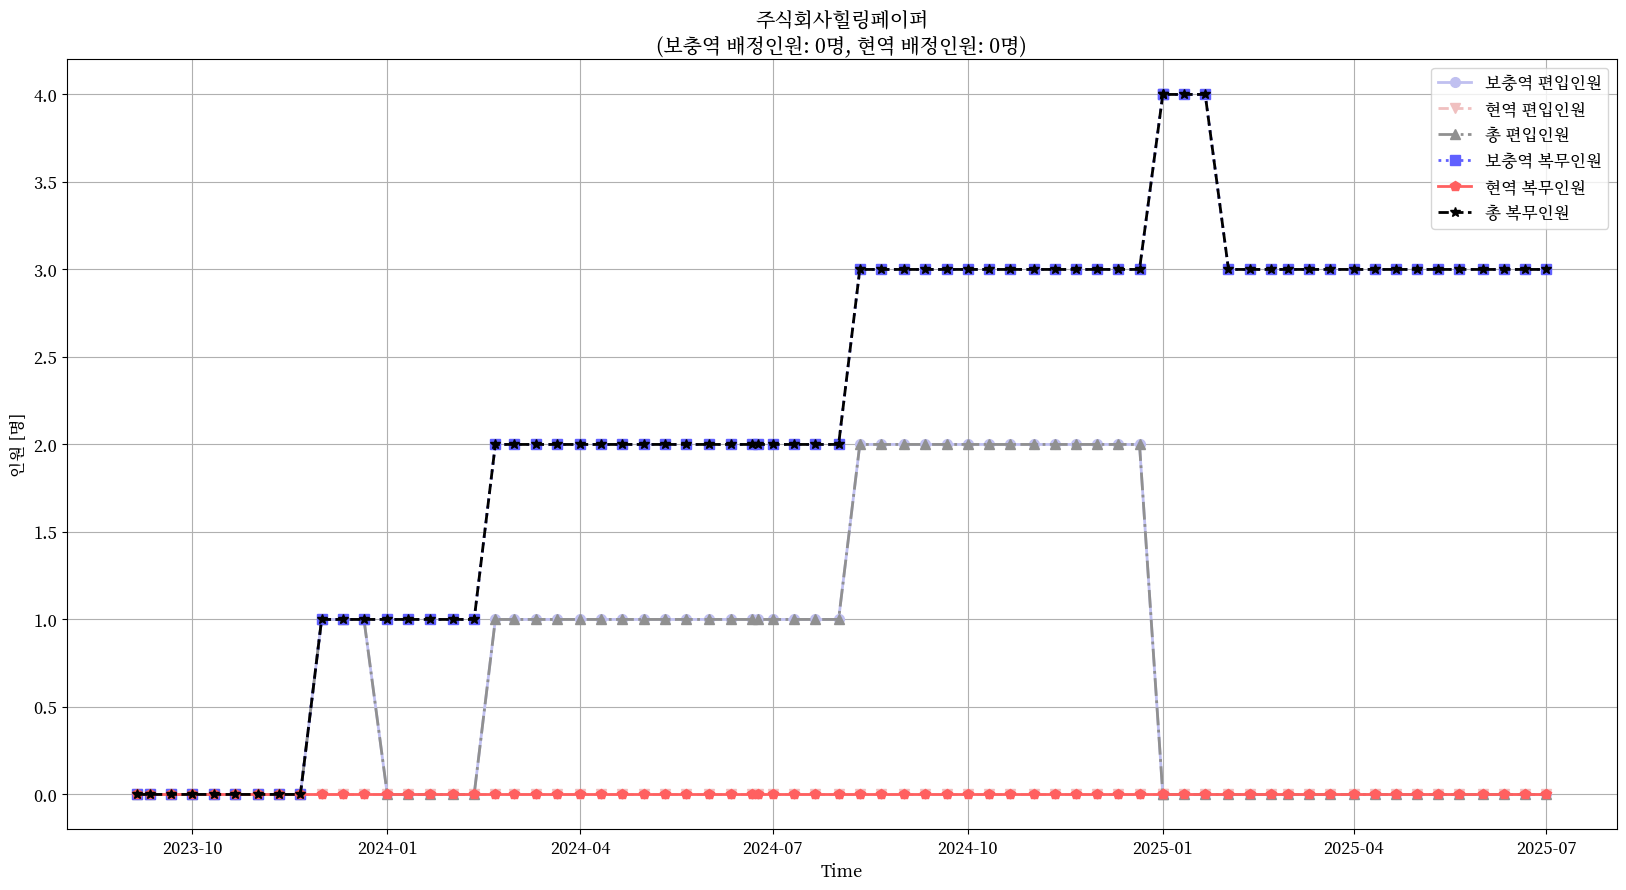 주식회사힐링페이퍼
(보충역 배정인원: 0명, 현역 배정인원: 0명)
보충역 편입인원
현역 편입인원
총 편입인원
보충역 복무인원
현역 복무인원
총 복무인원
인원 [명]
4.0
3.5
3.0
2.5
2.0
1.5
1.0
0.5
0.0
2023-10 2024-01 2024-04 2024-07 2024-10 2025-01 2025-04 2025-07
Time